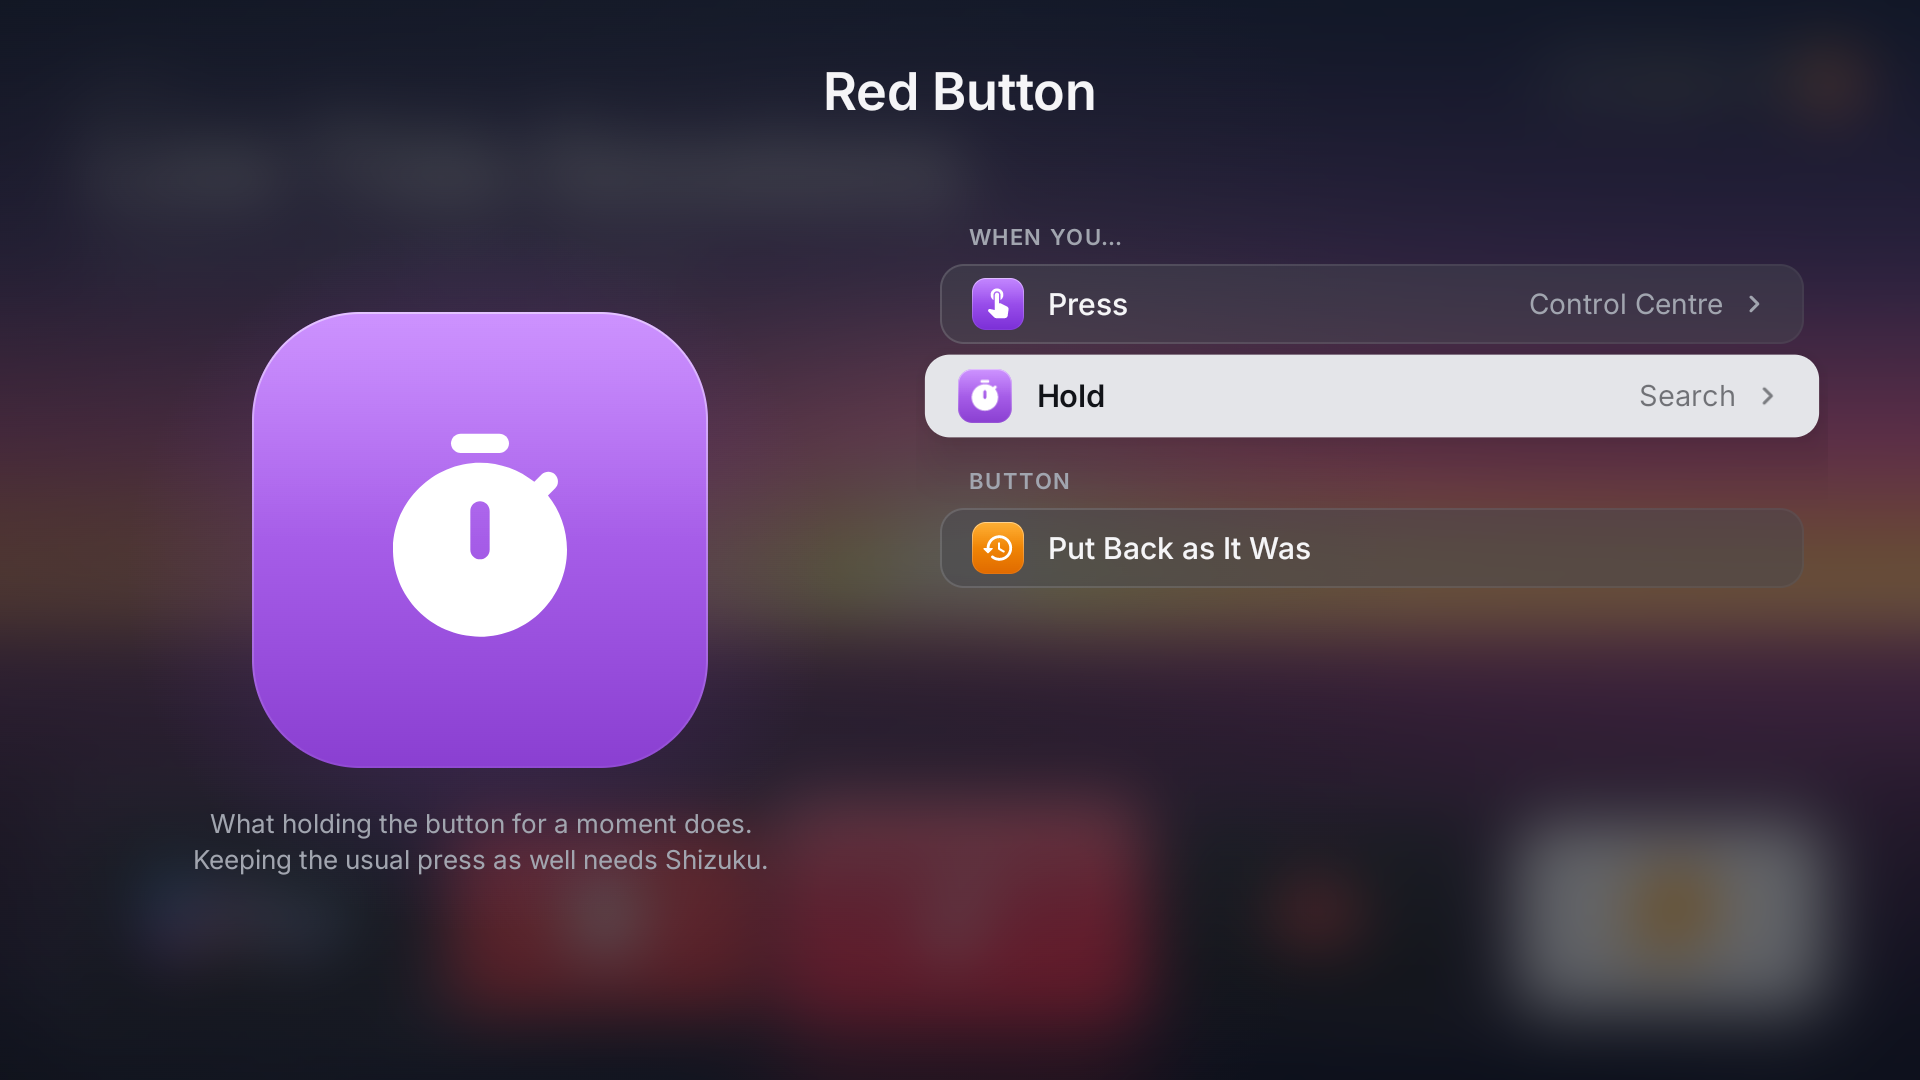 Red Button
WHEN YOU...
Press
Control Centre
Hold
Search
BUTTON
Put Back as It Was
What holding the button for a moment does.
Keeping the usual press as well needs Shizuku.